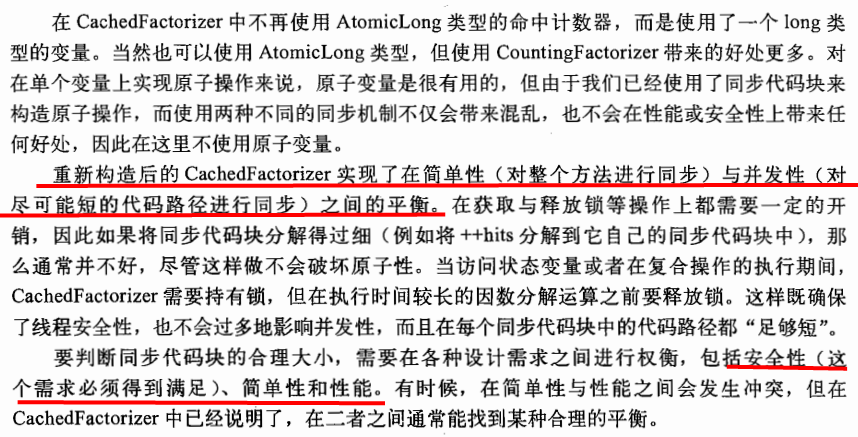 在 CachedFactorizer 中不再使用 AtomicLong 类型的命中计数器，而是使用了一个 long 类
型的变量。当然也可以使用 AtomicLong 类型，但使用 CountingFactorizer 带来的好处更多。对
在单个变量上实现原子操作来说，原子变量是很有用的，但由于我们已经使用了同步代码块来
构造原子操作，而使用两种不同的同步机制不仅会带来混乱，也不会在性能或安全性上带来任
何好处，因此在这里不使用原子变量。
重新构造后的 CachedFactorizer 实现了在简单性（对整个方法进行同步）与并发性（对
尽可能短的代码路径进行同步）之间的平衡。在获取与释放锁等操作上都需要一定的开
销，因此如果将同步代码块分解得过细（例如将 ++hits 分解到它自己的同步代码块中），那
么通常并不好，尽管这样做不会破坏原子性。当访问状态变量或者在复合操作的执行期间，
CachedFactorizer 需要持有锁，但在执行时间较长的因数分解运算之前要释放锁。这样既确保
了线程安全性，也不会过多地影响并发性，而且在每个同步代码块中的代码路径都“足够短”。
要判断同步代码块的合理大小，需要在各种设计需求之间进行权衡，包括安全性（这
个需求必须得到满足）、简单性和性能。有时候，在简单性与性能之间会发生冲突，但在
CachedFactorizer 中已经说明了，在二者之间通常能找到某种合理的平衡。